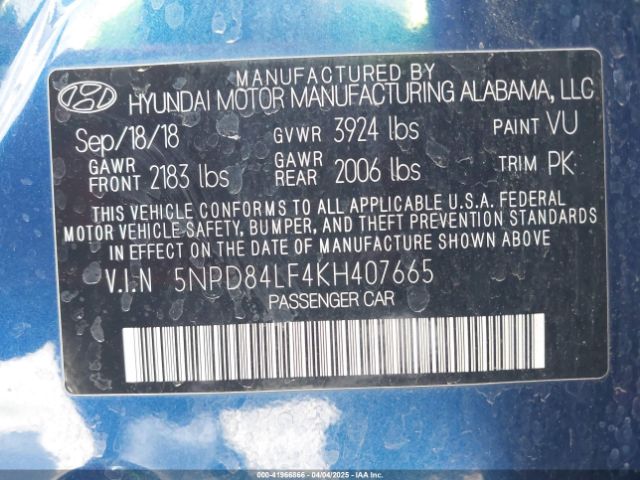 MANUFACTURED BY
HYUNDAI MOTOR MANUFACTURING ALABAMA, LLC
Sep/18/18 GVWR 3924 lbs PAINT VU
GAWR FRONT 2183 lbs GAWR REAR 2006 lbs TRIM PK
THIS VEHICLE CONFORMS TO ALL APPLICABLE U.S.A. FEDERAL
MOTOR VEHICLE SAFETY, BUMPER, AND THEFT PREVENTION STANDARDS
IN EFFECT ON THE DATE OF MANUFACTURE SHOWN ABOVE
V.I.N 5NPD84LF4KH407665
PASSENGER CAR
000-41966866 - 04/04/2025 - IAA Inc.